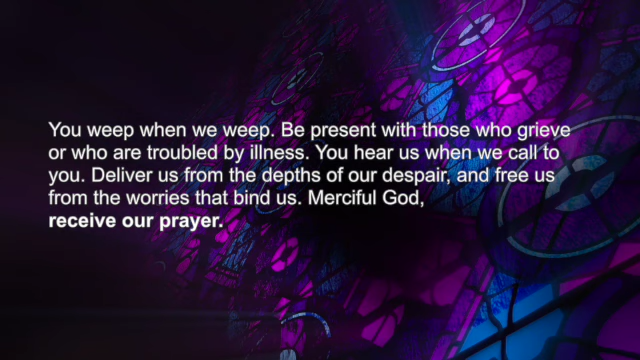 You weep when we weep. Be present with those who grieve
or who are troubled by illness. You hear us when we call to
you. Deliver us from the depths of our despair, and free us
from the worries that bind us. Merciful God,
receive our prayer.